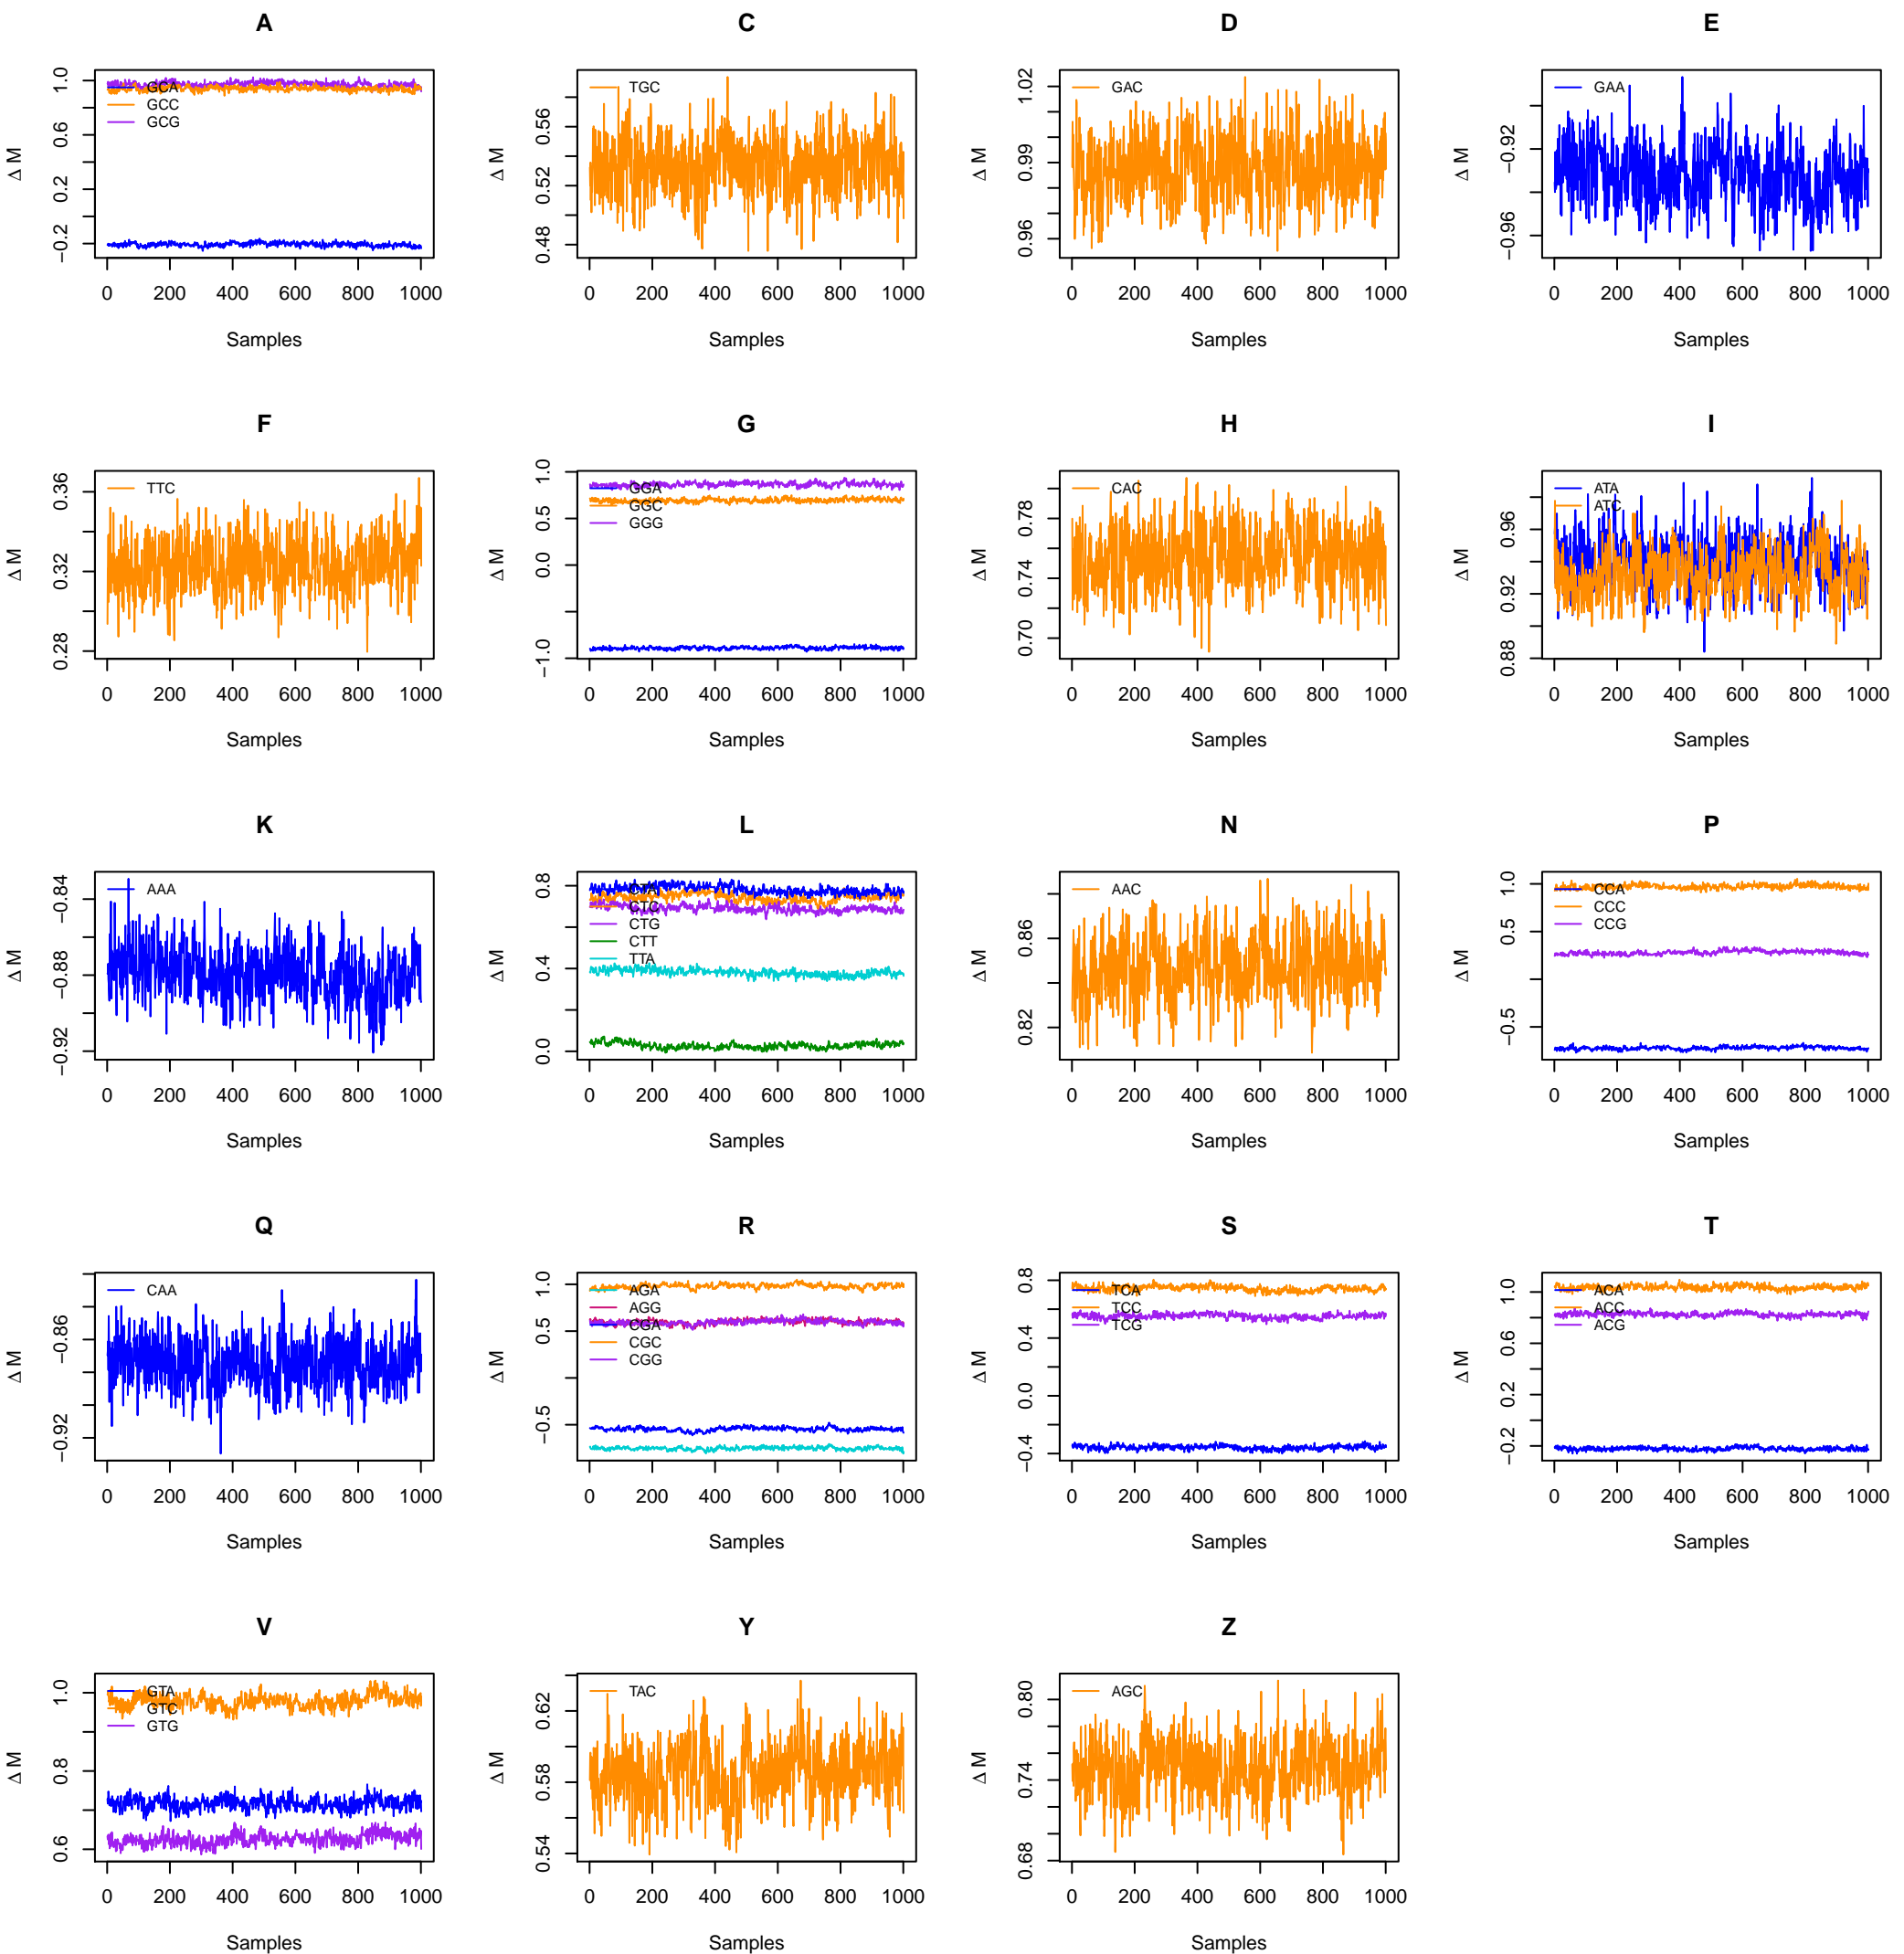 A
C
D
E
Δ M
−0.2 0.2 0.6 1.0
GCA
GCC
GCG
0 200 400 600 800 1000
Samples
Δ M
0.48 0.52 0.56
TGC
0 200 400 600 800 1000
Samples
Δ M
0.96 0.99 1.02
GAC
0 200 400 600 800 1000
Samples
Δ M
−0.96 −0.92
GAA
0 200 400 600 800 1000
Samples
F
G
H
I
Δ M
0.28 0.32 0.36
TTC
0 200 400 600 800 1000
Samples
Δ M
−1.0 0.0 0.5 1.0
GGA
GGC
GGG
0 200 400 600 800 1000
Samples
Δ M
0.70 0.74 0.78
CAC
0 200 400 600 800 1000
Samples
Δ M
0.88 0.92 0.96
ATA
ATC
0 200 400 600 800 1000
Samples
K
L
N
P
Δ M
−0.92 −0.88 −0.84
AAA
0 200 400 600 800 1000
Samples
Δ M
0.0 0.4 0.8
CTA
CTC
CTG
CTT
TTA
0 200 400 600 800 1000
Samples
Δ M
0.82 0.86
AAC
0 200 400 600 800 1000
Samples
Δ M
−0.5 0.5 1.0
CCA
CCC
CCG
0 200 400 600 800 1000
Samples
Q
R
S
T
Δ M
−0.92 −0.86
CAA
0 200 400 600 800 1000
Samples
Δ M
−0.5 0.5 1.0
AGA
AGG
CGA
CGC
CGG
0 200 400 600 800 1000
Samples
Δ M
−0.4 0.0 0.4 0.8
TCA
TCC
TCG
0 200 400 600 800 1000
Samples
Δ M
−0.2 0.2 0.6 1.0
ACA
ACC
ACG
0 200 400 600 800 1000
Samples
V
Y
Z
Δ M
0.6 0.8 1.0
GTA
GTC
GTG
0 200 400 600 800 1000
Samples
Δ M
0.54 0.58 0.62
TAC
0 200 400 600 800 1000
Samples
Δ M
0.68 0.74 0.80
AGC
0 200 400 600 800 1000
Samples